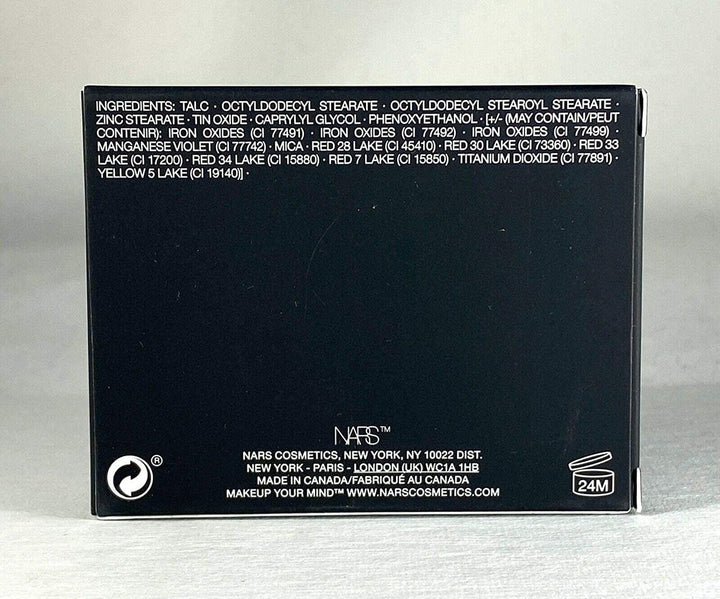 INGREDIENTS: TALC · OCTYLDODECYL STEARATE · OCTYLDODECYL STEAROYL STEARATE ·
ZINC STEARATE · TIN OXIDE · CAPRYLYL GLYCOL · PHENOXYETHANOL · [+/- (MAY CONTAIN/PEUT
CONTENIR): IRON OXIDES (CI 77491) · IRON OXIDES (CI 77492) · IRON OXIDES (CI 77499) ·
MANGANESE VIOLET (CI 77742) · MICA · RED 28 LAKE (CI 45410) · RED 30 LAKE (CI 73360) · RED 33
LAKE (CI 17200) · RED 34 LAKE (CI 15880) · RED 7 LAKE (CI 15850) · TITANIUM DIOXIDE (CI 77891) ·
YELLOW 5 LAKE (CI 19140)] ·
NARS™
NARS COSMETICS, NEW YORK, NY 10022 DIST.
NEW YORK - PARIS - LONDON (UK) WC1A 1HB
MADE IN CANADA/FABRIQUÉ AU CANADA
MAKEUP YOUR MIND™ WWW.NARSCOSMETICS.COM
®
24M